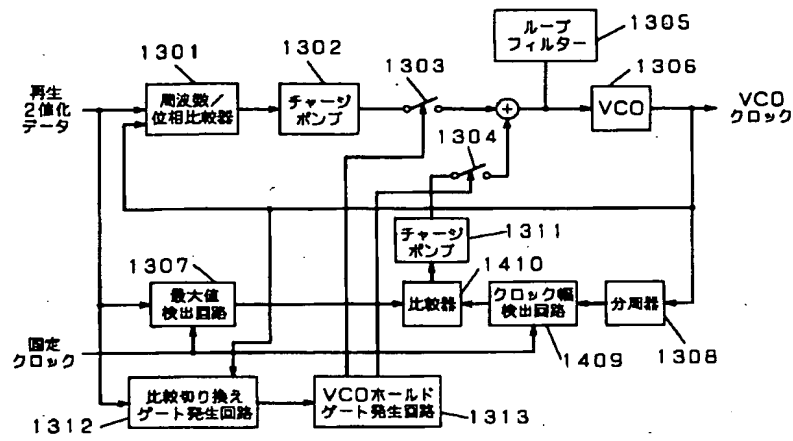 1305
ループ
フィルター
1301
1302
1303
1306
再生
2値化
データ
周波数/
位相比較器
チャージ
ポンプ
+
VCO
VCO
クロック
1304
チャージ
ポンプ
1311
1307
1410
最大値
検出回路
比較器
クロック幅
検出回路
分周器
固定
クロック
1409
1308
比較切り換え
ゲート発生回路
VCOホールド
ゲート発生回路
1312
1313